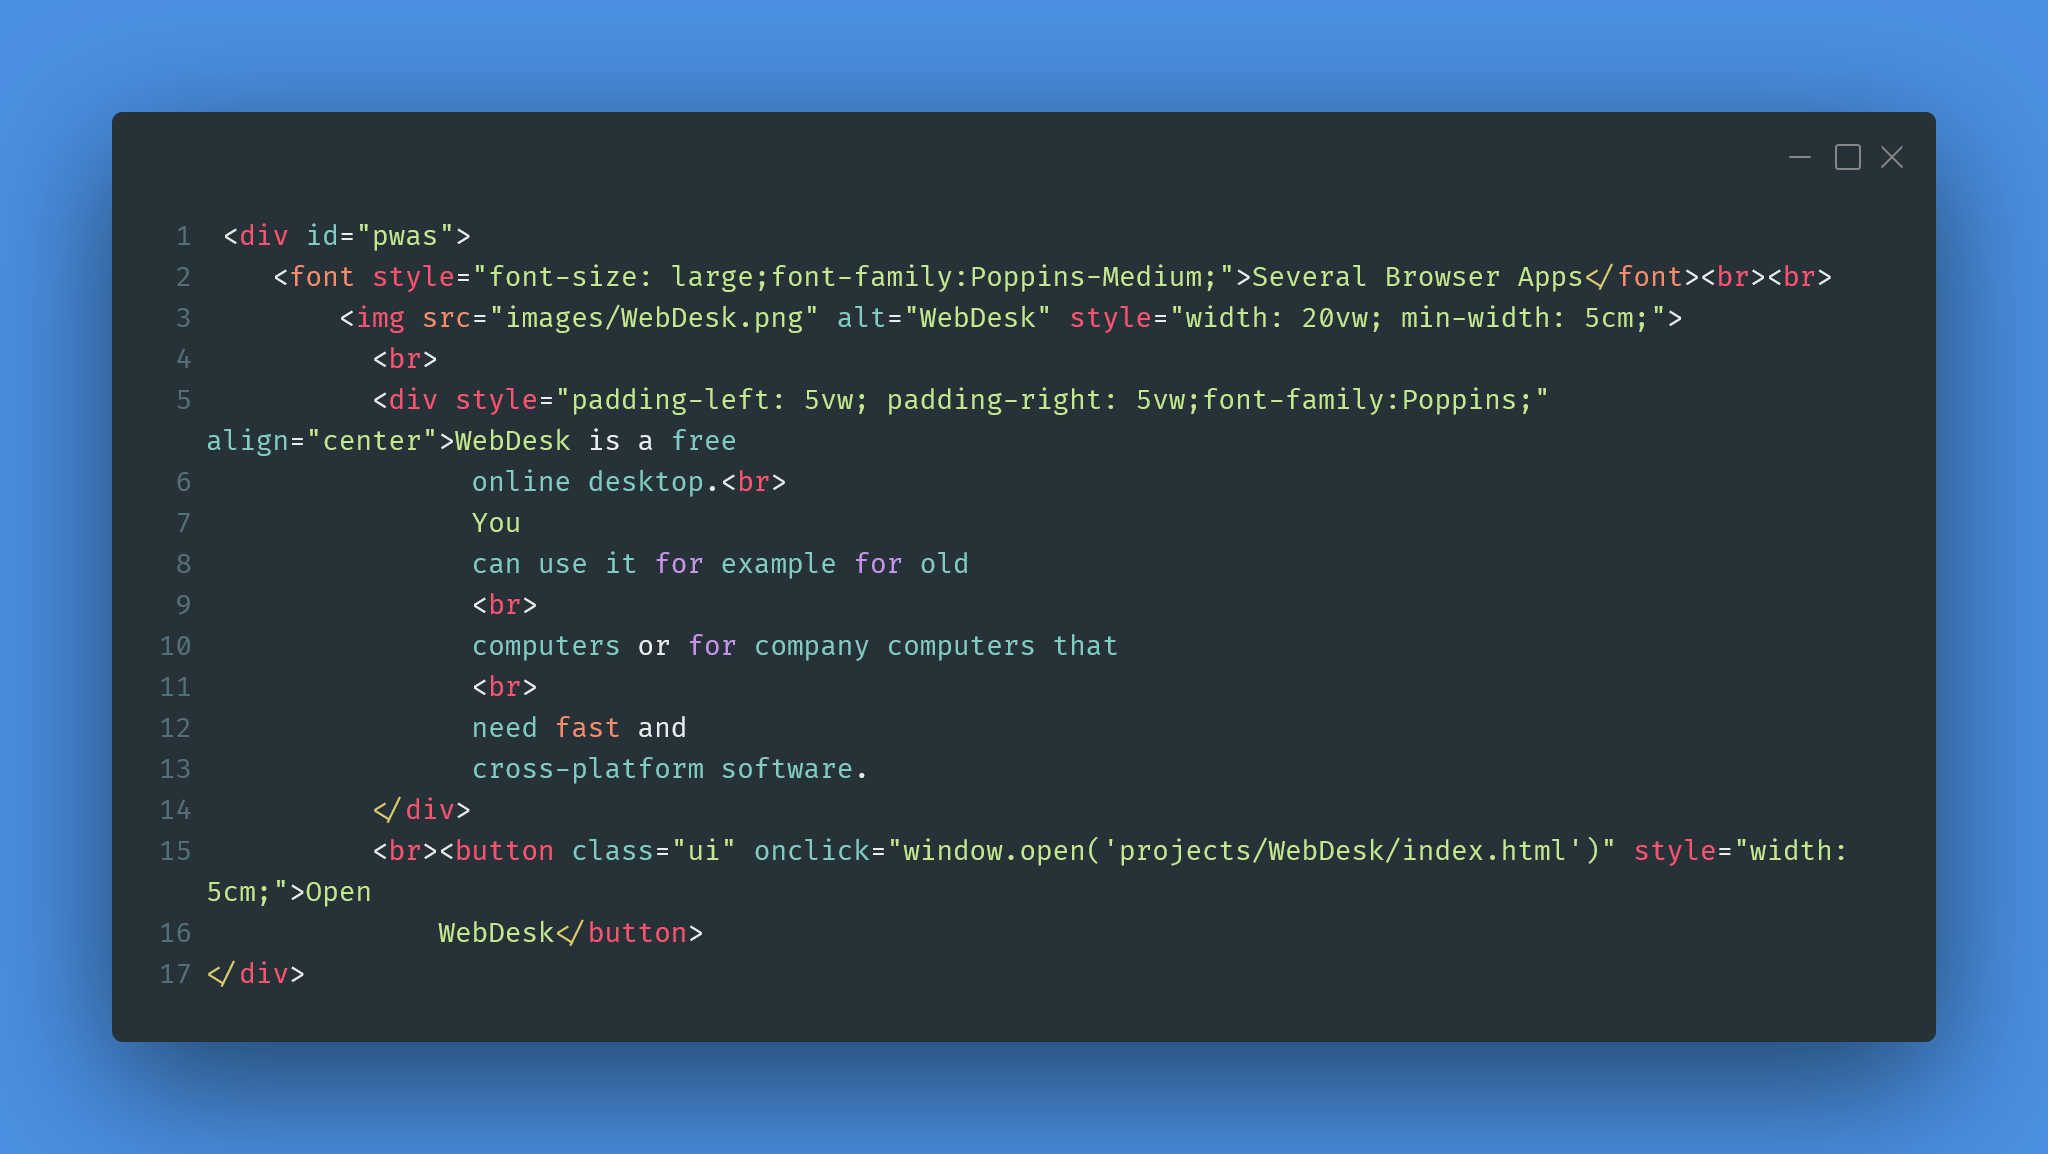 1 <div id="pwas">
2 <font style="font-size: large;font-family:Poppins-Medium;">Several Browser Apps</font><br><br>
3 <img src="images/WebDesk.png" alt="WebDesk" style="width: 20vw; min-width: 5cm;">
4 <br>
5 <div style="padding-left: 5vw; padding-right: 5vw;font-family:Poppins;"
align="center">WebDesk is a free
6 online desktop.<br>
7 You
8 can use it for example for old
9 <br>
10 computers or for company computers that
11 <br>
12 need fast and
13 cross-platform software.
14 </div>
15 <br><button class="ui" onclick="window.open('projects/WebDesk/index.html')" style="width:
5cm;">Open
16 WebDesk</button>
17 </div>